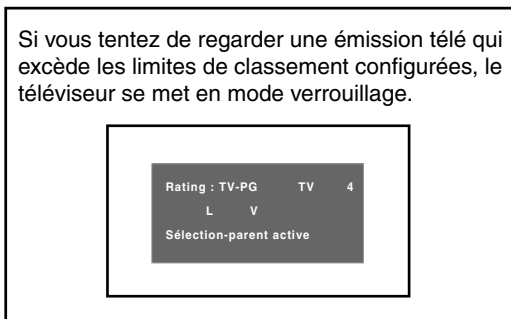 Si vous tentez de regarder une émission télé qui
excède les limites de classement configurées, le
téléviseur se met en mode verrouillage.
Rating : TV-PG TV 4
L V
Sélection-parent active